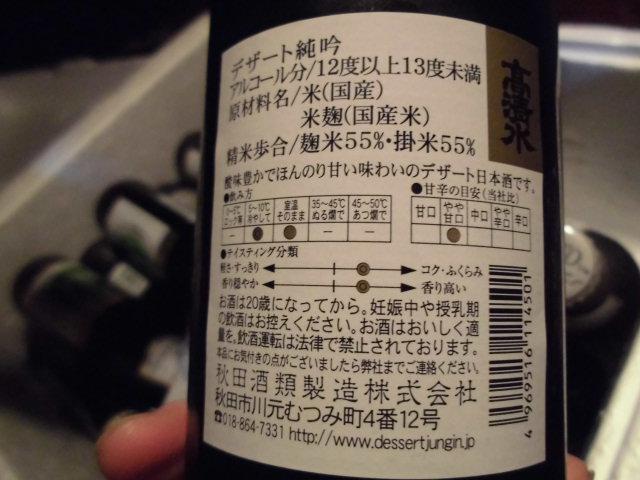 デザート純吟
アルコール分/12度以上13度未満
原材料名/米(国産)
米麹(国産米)
精米歩合/麹米55%・掛米55%
高清水
酸味豊かでほんのり甘い味わいのデザート日本酒です。
●飲み方
0〜5℃ ロック等 5〜10℃ 冷やして 室温 そのまま 35〜45℃ ぬる燗で 45〜50℃ あつ燗で
− ● ● − −
●甘辛の目安(当社比)
甘口 やや甘口 中口 やや辛口 辛口
●テイスティング分類
軽さ・すっきり コク・ふくらみ
香り穏やか 香り高い
お酒は20歳になってから。妊娠中や授乳期
の飲酒はお控えください。お酒はおいしく適
量を。飲酒運転は法律で禁止されております。
本品にお気付きの点がございましたら弊社までご連絡ください。
秋田酒類製造株式会社
秋田市川元むつみ町4番12号
☎018-864-7331 http://www.dessertjungin.jp/
4 969516 114501